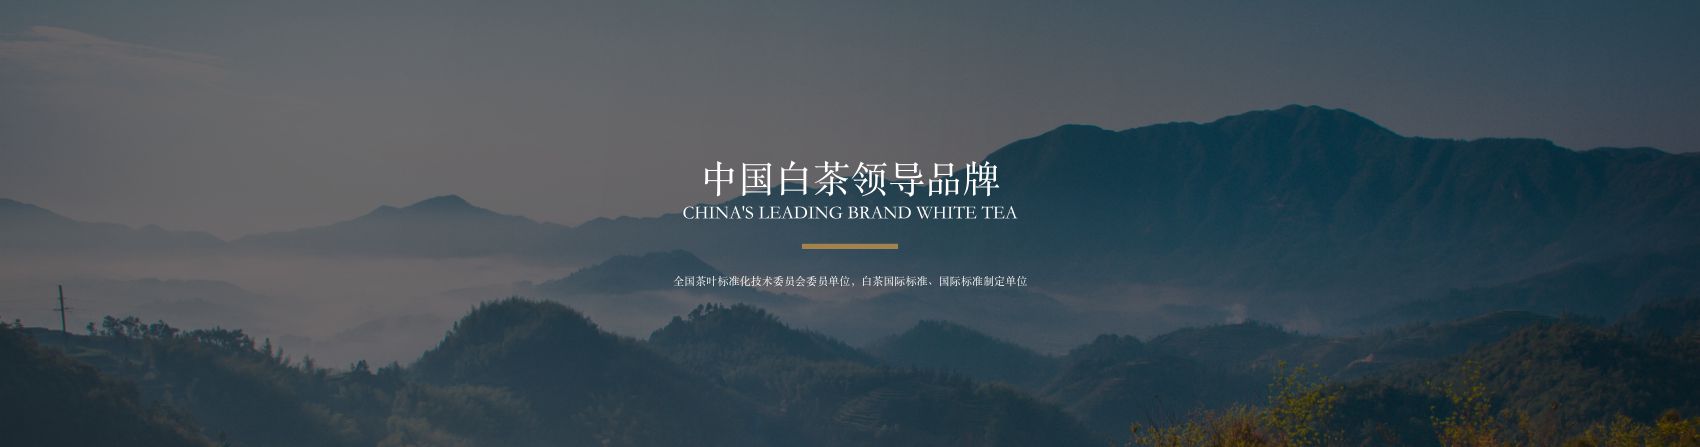 中国白茶领导品牌
CHINA'S LEADING BRAND WHITE TEA
全国茶叶标准化技术委员会委员单位，白茶国际标准、国际标准制定单位